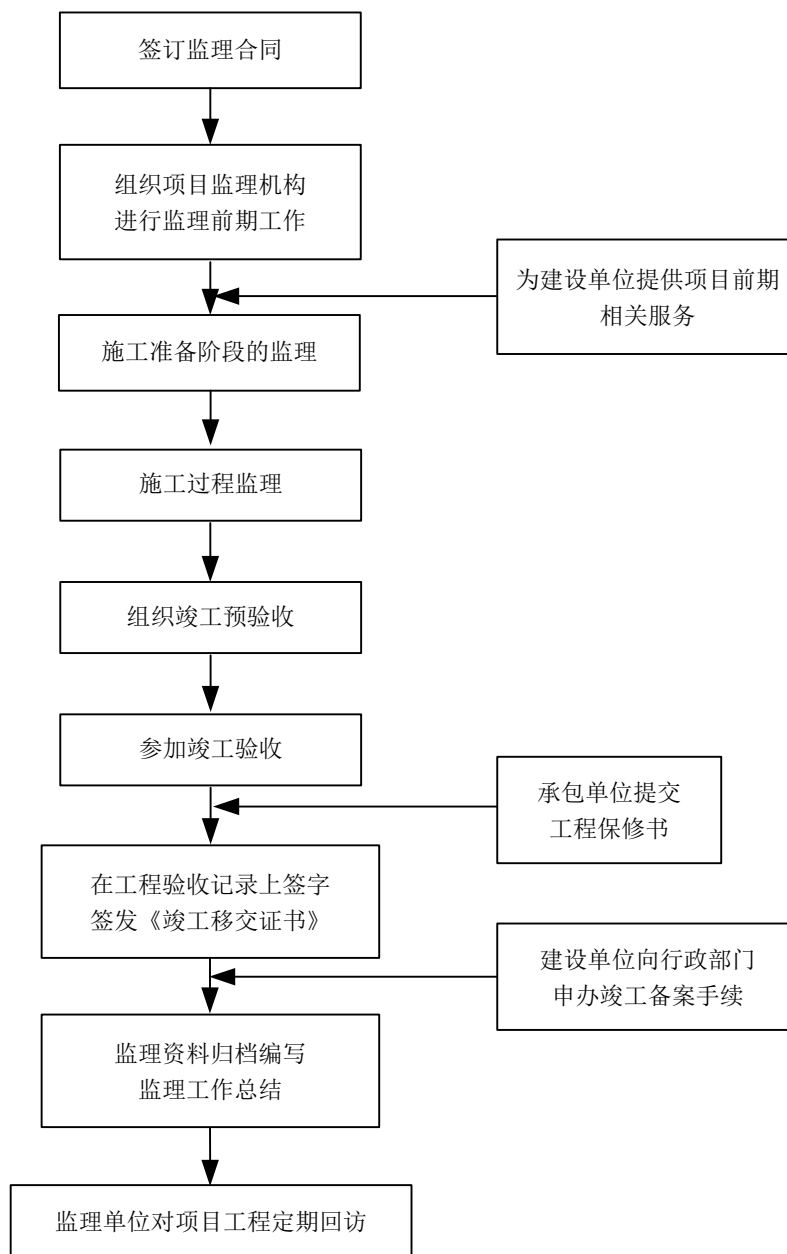 签订监理合同
组织项目监理机构
进行监理前期工作
为建设单位提供项目前期
相关服务
施工准备阶段的监理
施工过程监理
组织竣工预验收
参加竣工验收
承包单位提交
工程保修书
在工程验收记录上签字
签发《竣工移交证书》
建设单位向行政部门
申办竣工备案手续
监理资料归档编写
监理工作总结
监理单位对项目工程定期回访